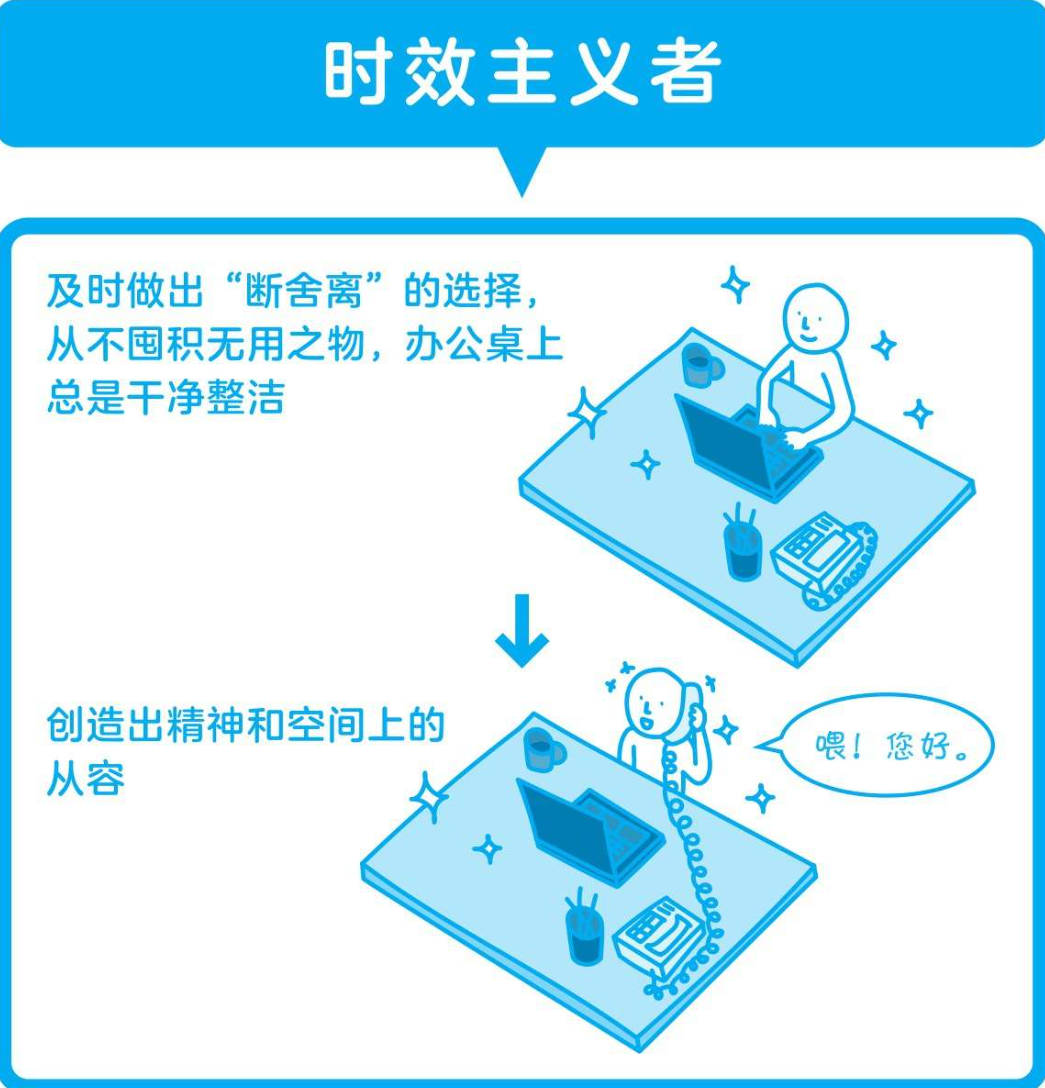 时效主义者
及时做出“断舍离”的选择，
从不囤积无用之物，办公桌上
总是干净整洁
创造出精神和空间上的
从容
喂！您好。